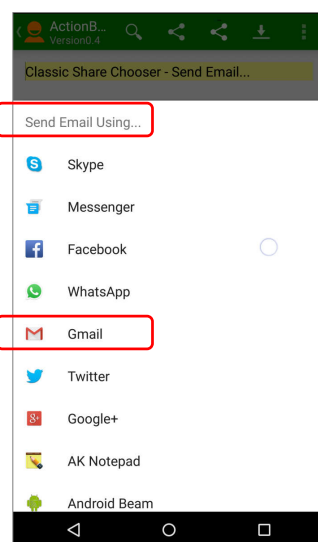 ActionB...
Version0.4
Classic Share Chooser - Send Email...
Send Email Using...
Skype
Messenger
Facebook
WhatsApp
Gmail
Twitter
Google+
AK Notepad
Android Beam